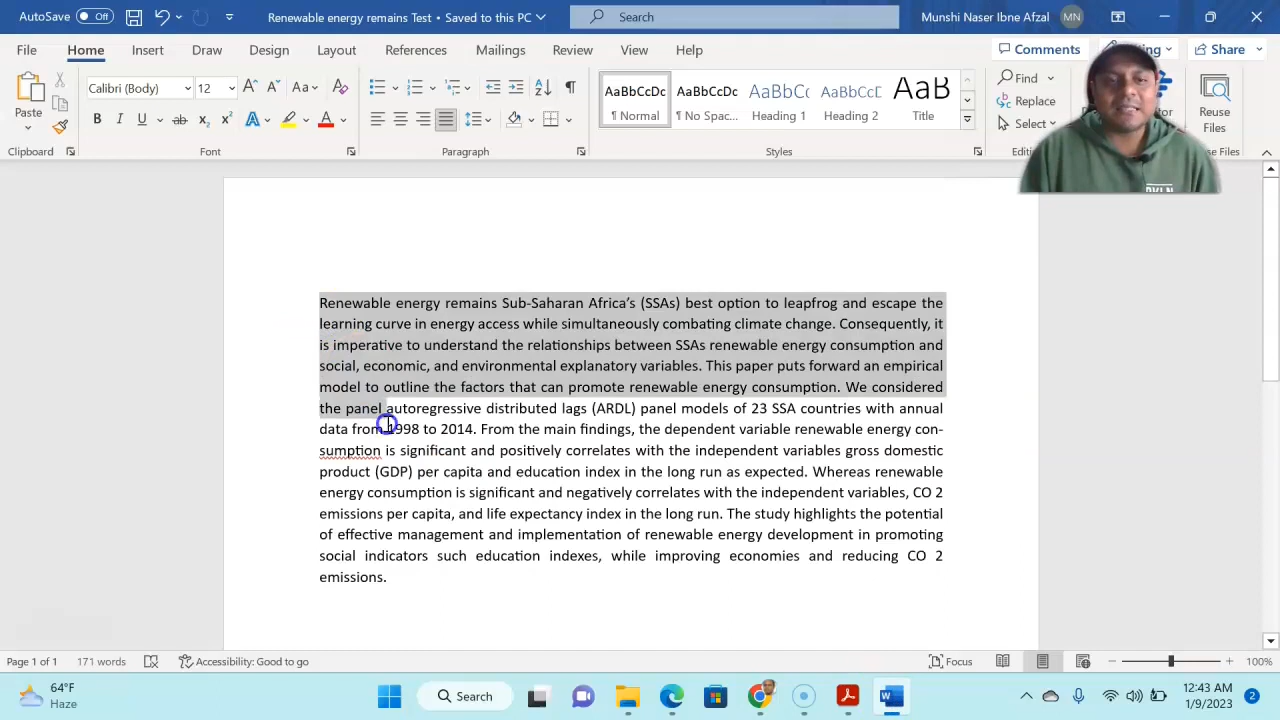 AutoSave Off Renewable energy remains Test • Saved to this PC Search Munshi Naser Ibne Afzal MN
File Home Insert Draw Design Layout References Mailings Review View Help Comments Share
Paste Calibri (Body) 12 AaBbCcDc AaBbCcDc AaBbCc AaBbCcD AaB Find Replace Select Reuse Files
¶ Normal ¶ No Spac... Heading 1 Heading 2 Title
Clipboard Font Paragraph Styles
Renewable energy remains Sub-Saharan Africa's (SSAs) best option to leapfrog and escape the
learning curve in energy access while simultaneously combating climate change. Consequently, it
is imperative to understand the relationships between SSAs renewable energy consumption and
social, economic, and environmental explanatory variables. This paper puts forward an empirical
model to outline the factors that can promote renewable energy consumption. We considered
the panel autoregressive distributed lags (ARDL) panel models of 23 SSA countries with annual
data from 1998 to 2014. From the main findings, the dependent variable renewable energy con-
sumption is significant and positively correlates with the independent variables gross domestic
product (GDP) per capita and education index in the long run as expected. Whereas renewable
energy consumption is significant and negatively correlates with the independent variables, CO 2
emissions per capita, and life expectancy index in the long run. The study highlights the potential
of effective management and implementation of renewable energy development in promoting
social indicators such education indexes, while improving economies and reducing CO 2
emissions.
Page 1 of 1 171 words Accessibility: Good to go Focus 100%
64°F
Haze
Search
12:43 AM
1/9/2023
2